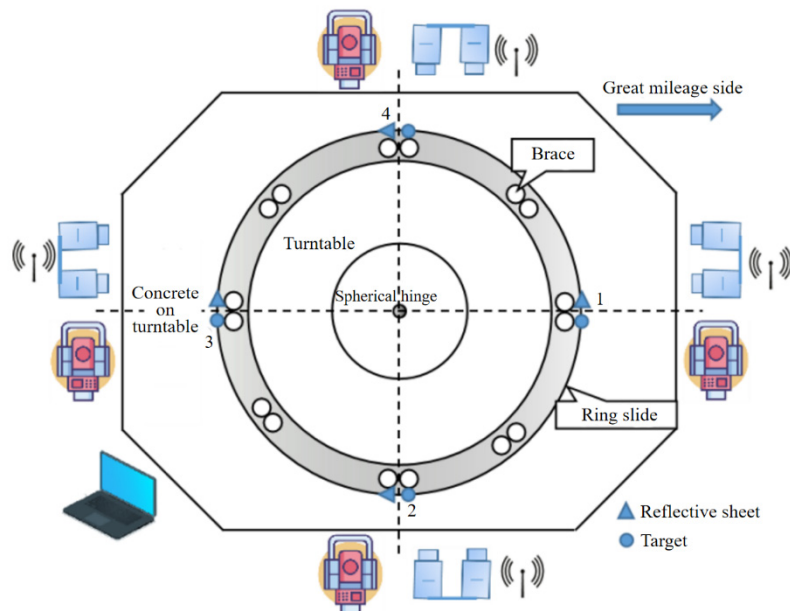 Great mileage side
4
Brace
Turntable
Spherical hinge
Concrete
on
turntable
1
3
Ring slide
2
Reflective sheet
Target